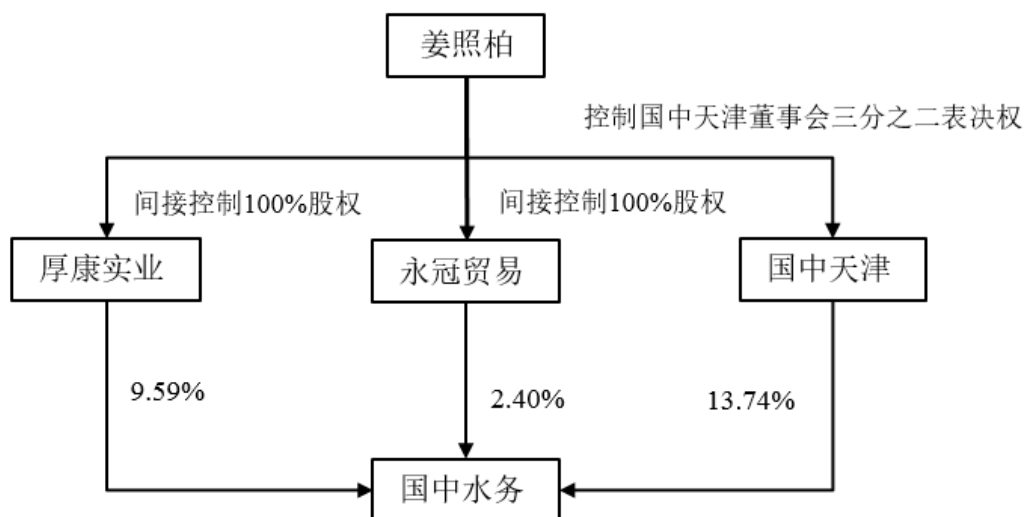 姜照柏
控制国中天津董事会三分之二表决权
间接控制100%股权
间接控制100%股权
厚康实业
永冠贸易
国中天津
9.59%
2.40%
13.74%
国中水务